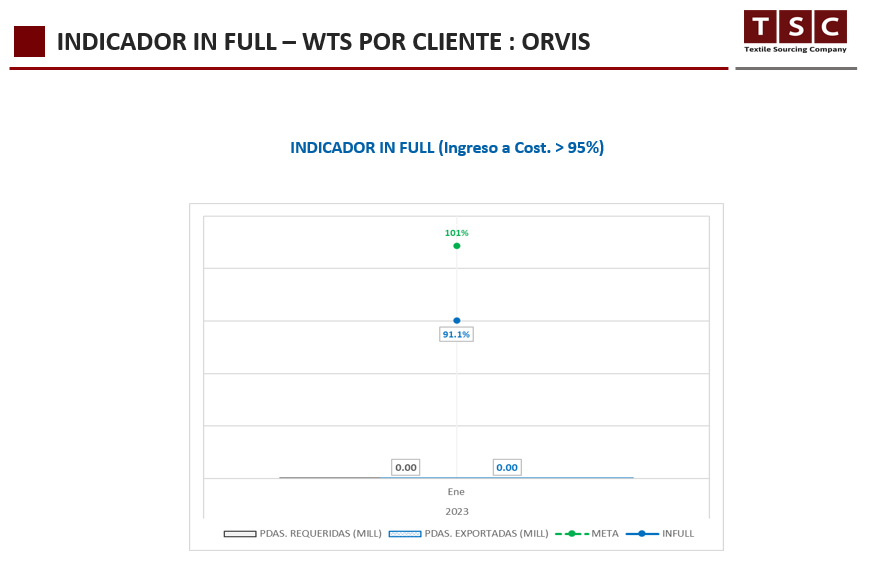 INDICADOR IN FULL – WTS POR CLIENTE : ORVIS
T S C
Textile Sourcing Company
INDICADOR IN FULL (Ingreso a Cost. > 95%)
101%
91.1%
0.00 0.00
Ene
2023
PDAS. REQUERIDAS (MILL) PDAS. EXPORTADAS (MILL) META INFULL